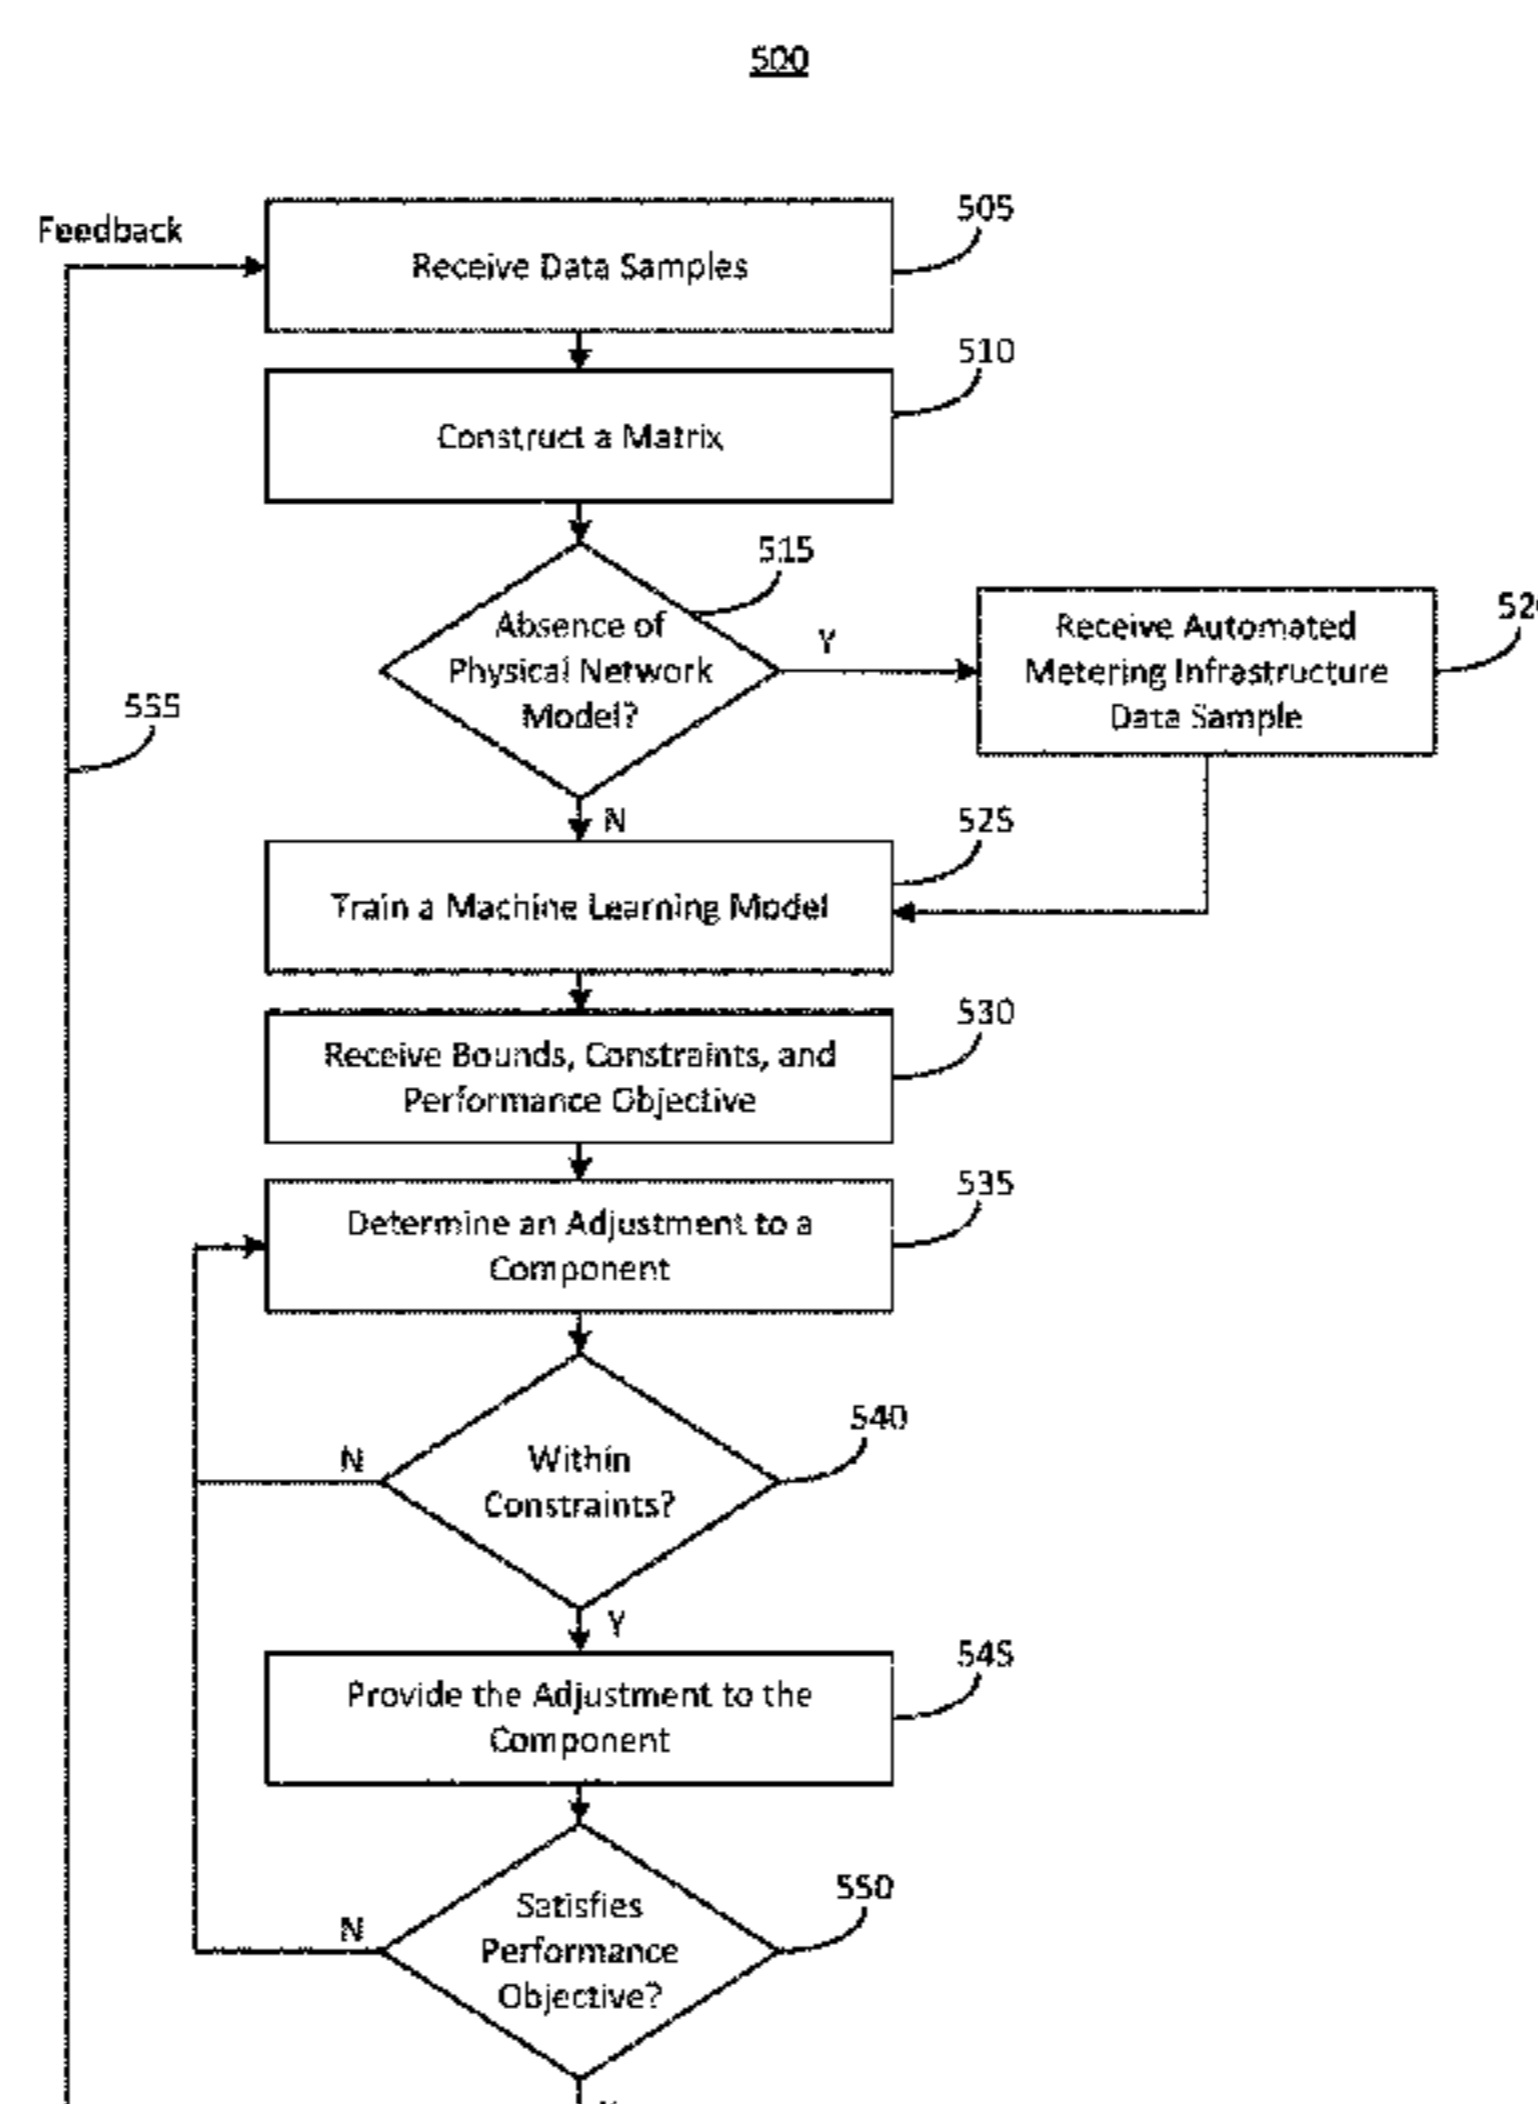 500
Feedback
505
Receive Data Samples
510
Construct a Matrix
515
Absence of
Physical Network
Model?
Y
Receive Automated
Metering Infrastructure
Data Sample
555
N
525
Train a Machine Learning Model
530
Receive Bounds, Constraints, and
Performance Objective
535
Determine an Adjustment to a
Component
540
N
Within
Constraints?
Y
545
Provide the Adjustment to the
Component
550
N
Satisfies
Performance
Objective?